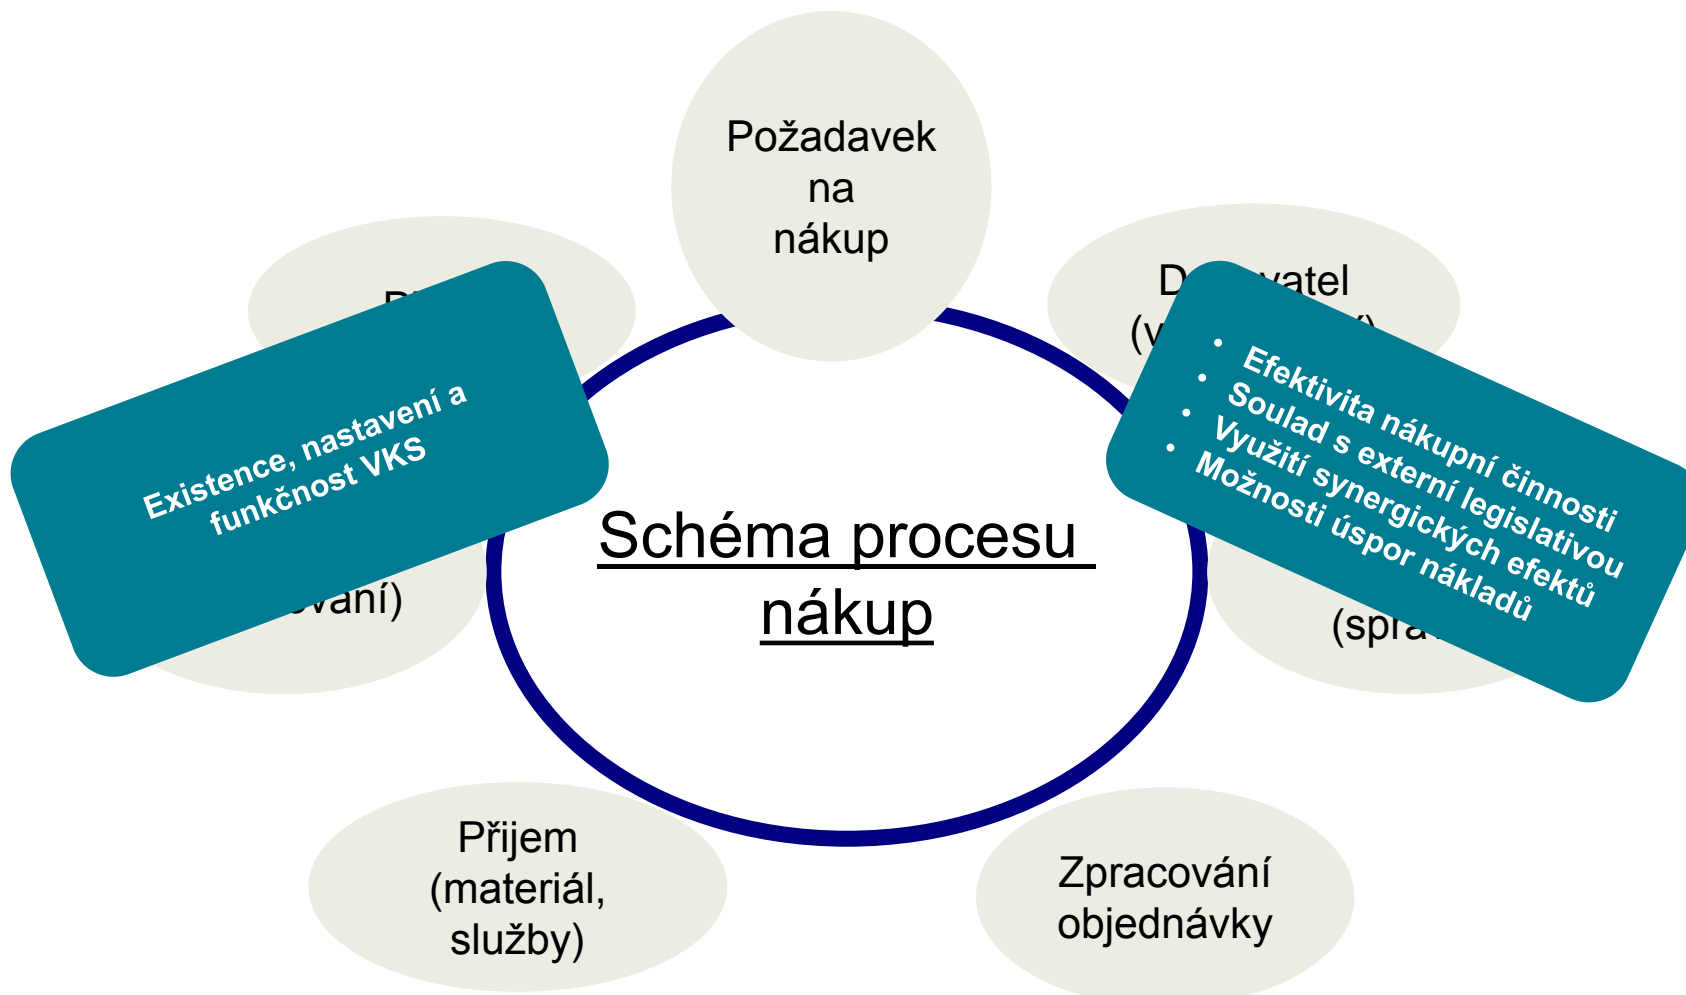 Požadavek
na
nákup
Existence, nastavení a
funkčnost VKS
• Efektivita nákupní činnosti
• Soulad s externí legislativou
• Využití synergických efektů
• Možnosti úspor nákladů
Schéma procesu
nákup
Přijem
(materiál,
služby)
Zpracování
objednávky